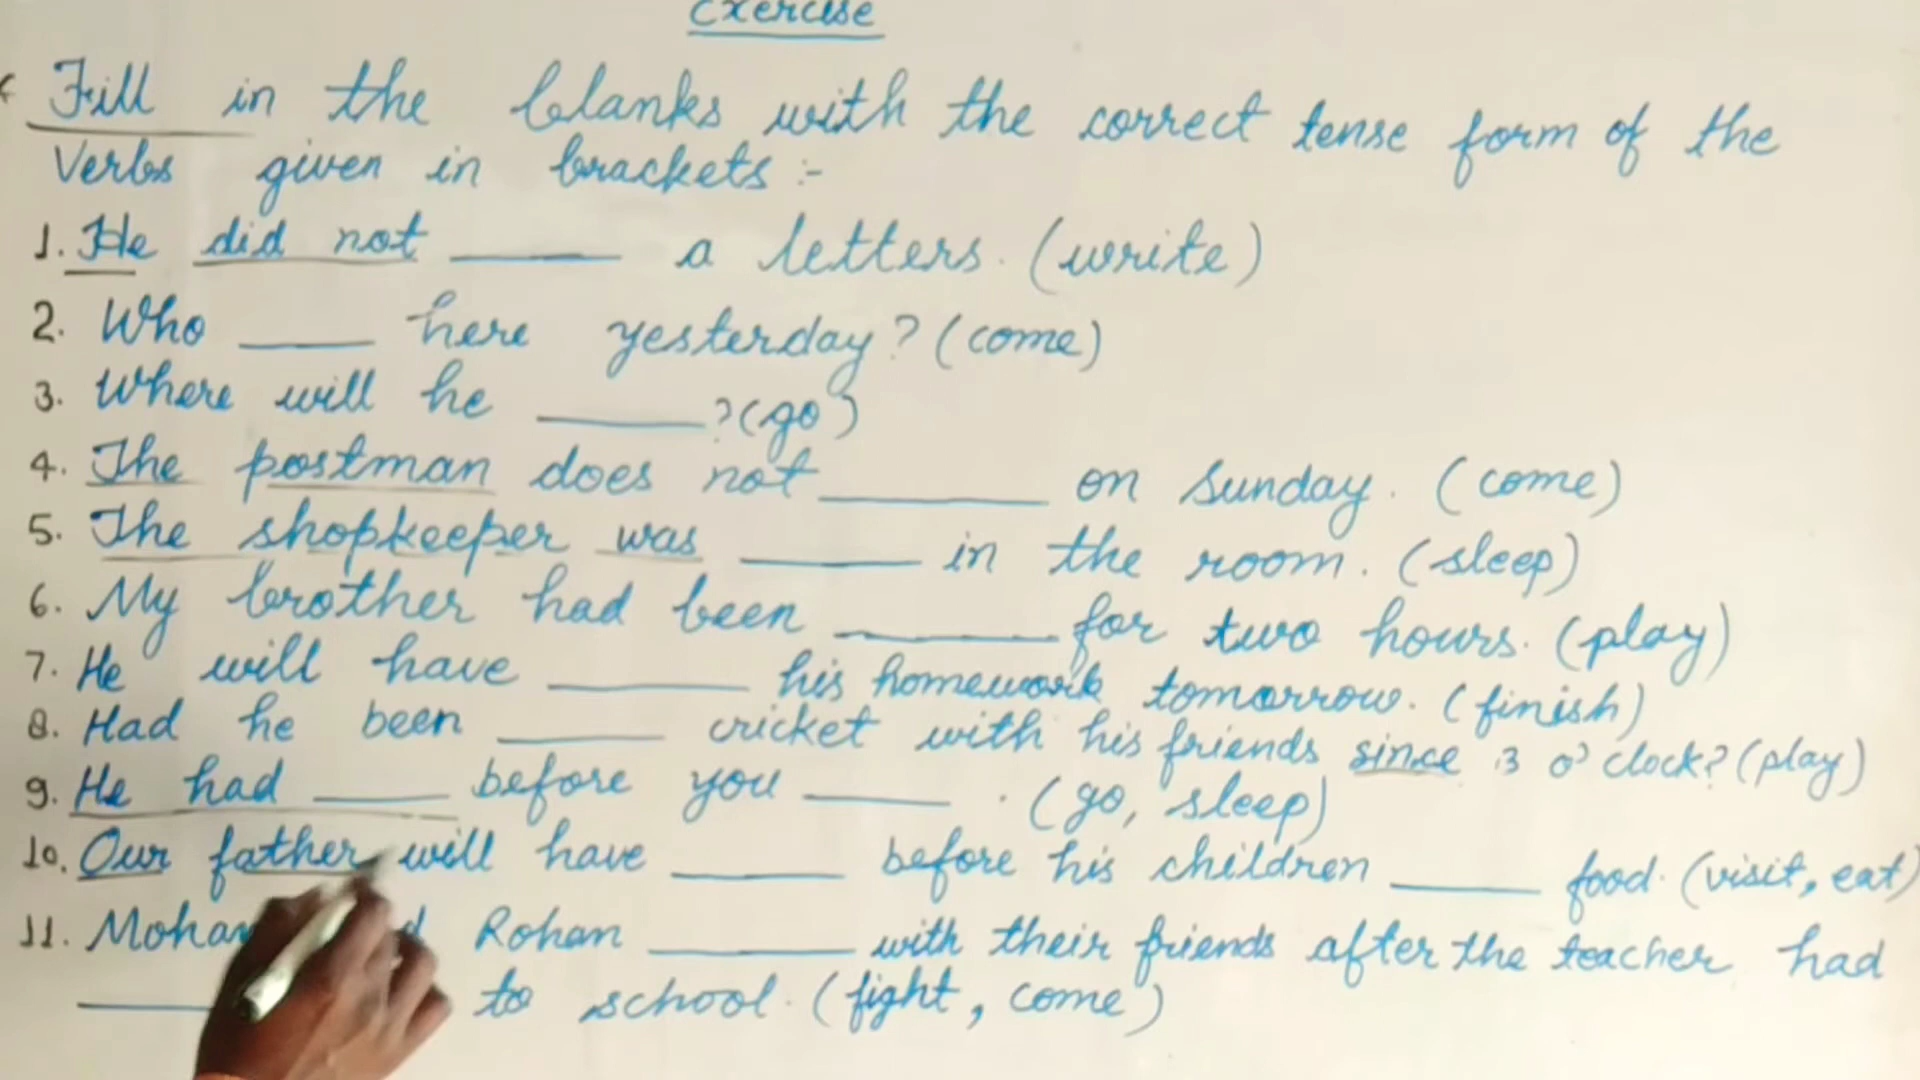 Exercise
Fill in the blanks with the correct tense form of the
Verbs given in brackets :-
1. He did not ______ a letters. (write)
2. Who ______ here yesterday? (come)
3. Where will he ______ ? (go)
4. The postman does not ______ on Sunday. (come)
5. The shopkeeper was ______ in the room. (sleep)
6. My brother had been ______ for two hours. (play)
7. He will have ______ his homework tomorrow. (finish)
8. Had he been ______ cricket with his friends since 3 o' clock? (play)
9. He had ______ before you ______ . (go, sleep)
10. Our father will have ______ before his children ______ food. (visit, eat)
11. Rohan ______ with their friends after the teacher had
______ to school. (fight, come)